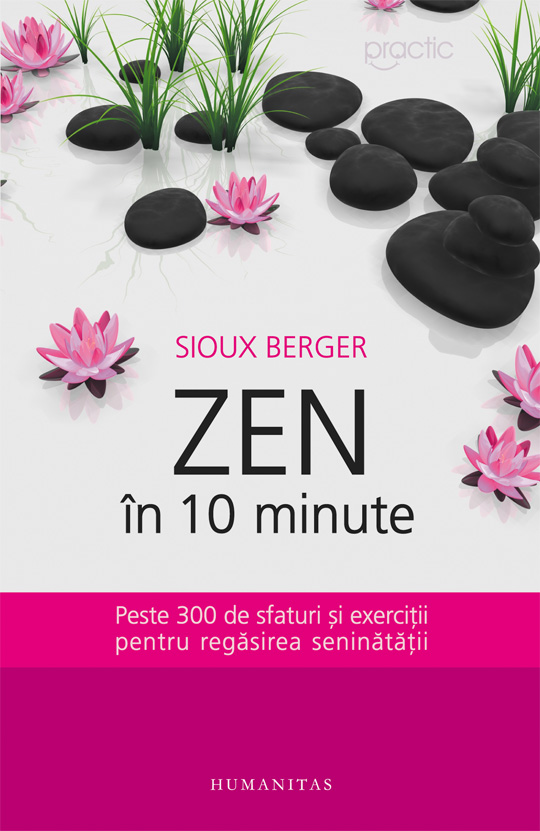 practic
SIOUX BERGER
ZEN
în 10 minute
Peste 300 de sfaturi și exerciții
pentru regăsirea seninătății
HUMANITAS